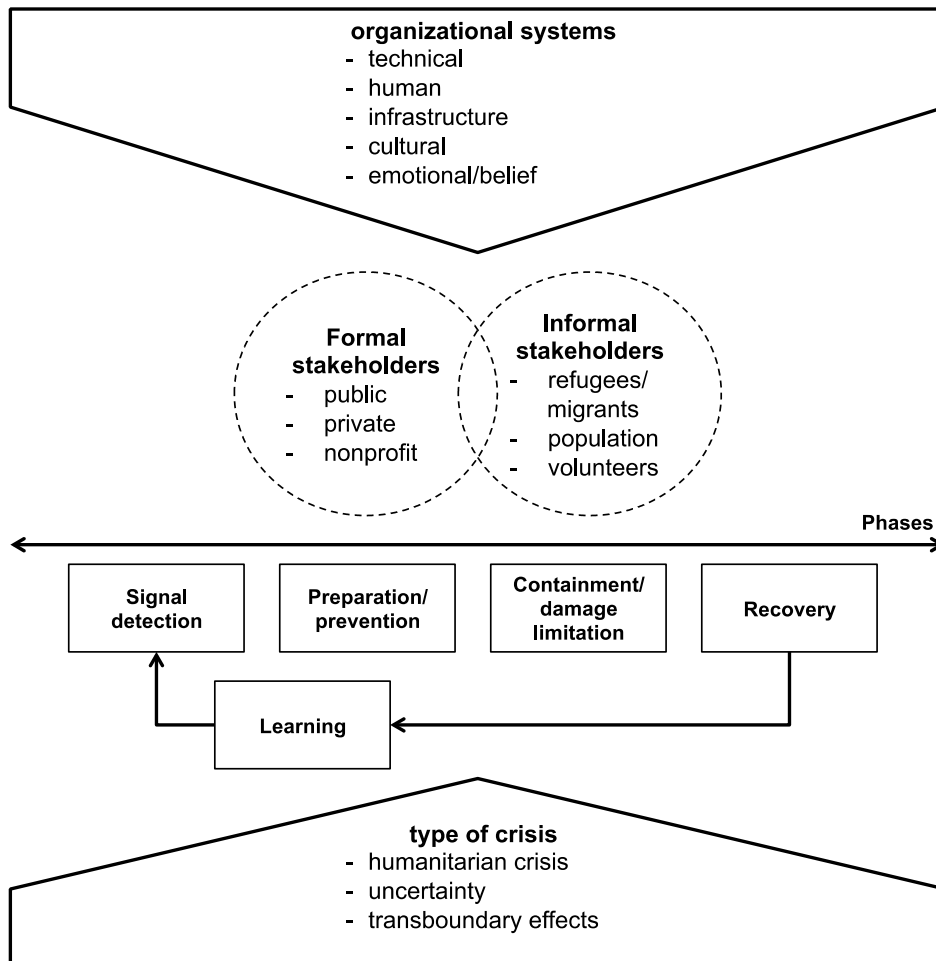 organizational systems
- technical
- human
- infrastructure
- cultural
- emotional/belief
Formal
stakeholders
- public
- private
- nonprofit
Informal
stakeholders
- refugees/
migrants
- population
- volunteers
Phases
Signal
detection
Preparation/
prevention
Containment/
damage
limitation
Recovery
Learning
type of crisis
- humanitarian crisis
- uncertainty
- transboundary effects